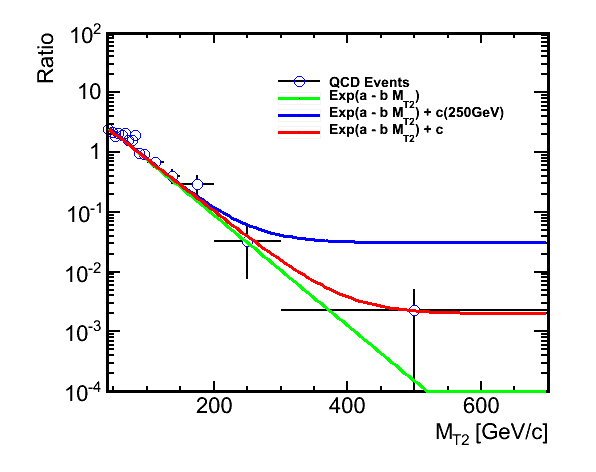 Ratio
10²
10
1
10⁻¹
10⁻²
10⁻³
10⁻⁴
QCD Events
Exp(a - b M_T2)
Exp(a - b M_T2) + c(250GeV)
Exp(a - b M_T2) + c
200 400 600
M_T2 [GeV/c]